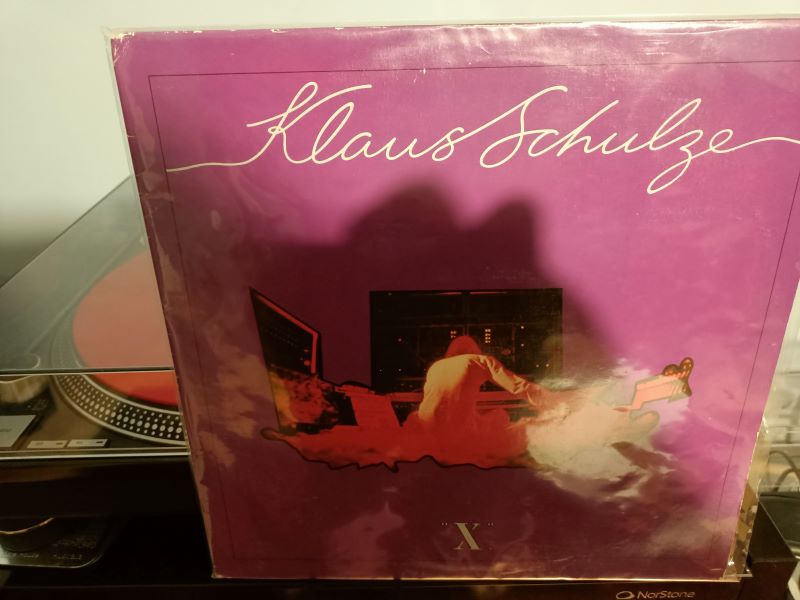 Klaus Schulze
"X"
NorStone